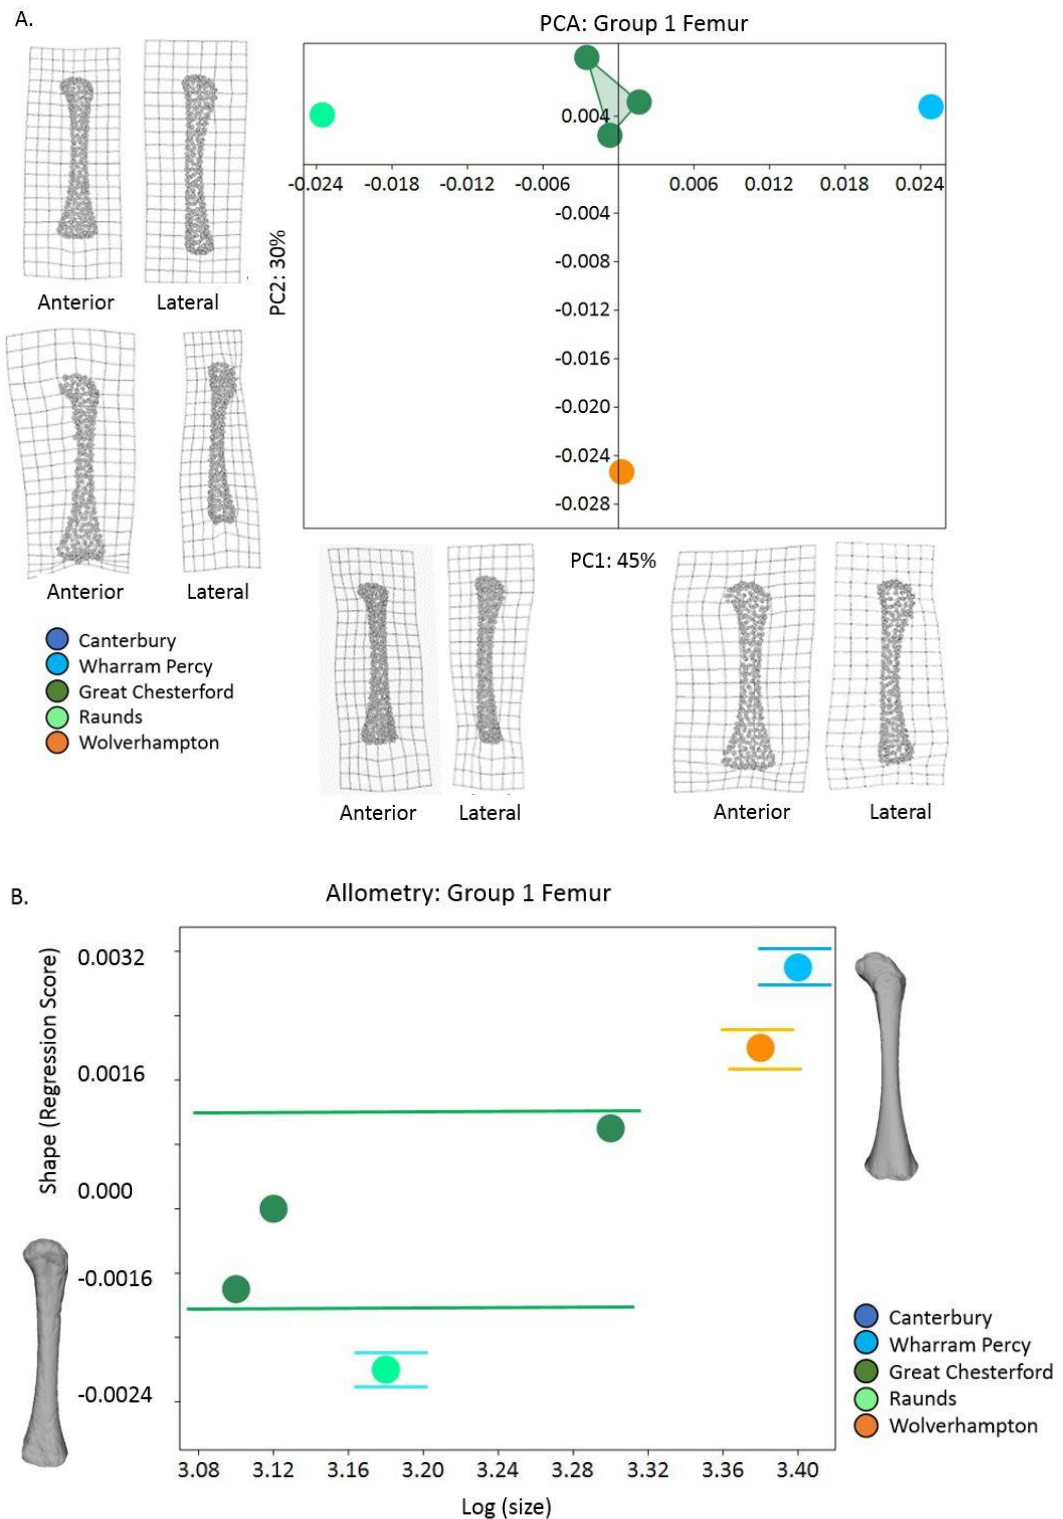 A.
PCA: Group 1 Femur
0.004
-0.024 -0.018 -0.012 -0.006 0.006 0.012 0.018 0.024
-0.004
-0.008
-0.012
-0.016
-0.020
-0.024
-0.028
PC2: 30%
PC1: 45%
Anterior Lateral
Anterior Lateral
Canterbury
Wharram Percy
Great Chesterford
Raunds
Wolverhampton
Anterior Lateral Anterior Lateral
B.
Allometry: Group 1 Femur
Shape (Regression Score)
0.0032
0.0016
0.000
-0.0016
-0.0024
3.08 3.12 3.16 3.20 3.24 3.28 3.32 3.36 3.40
Log (size)
Canterbury
Wharram Percy
Great Chesterford
Raunds
Wolverhampton